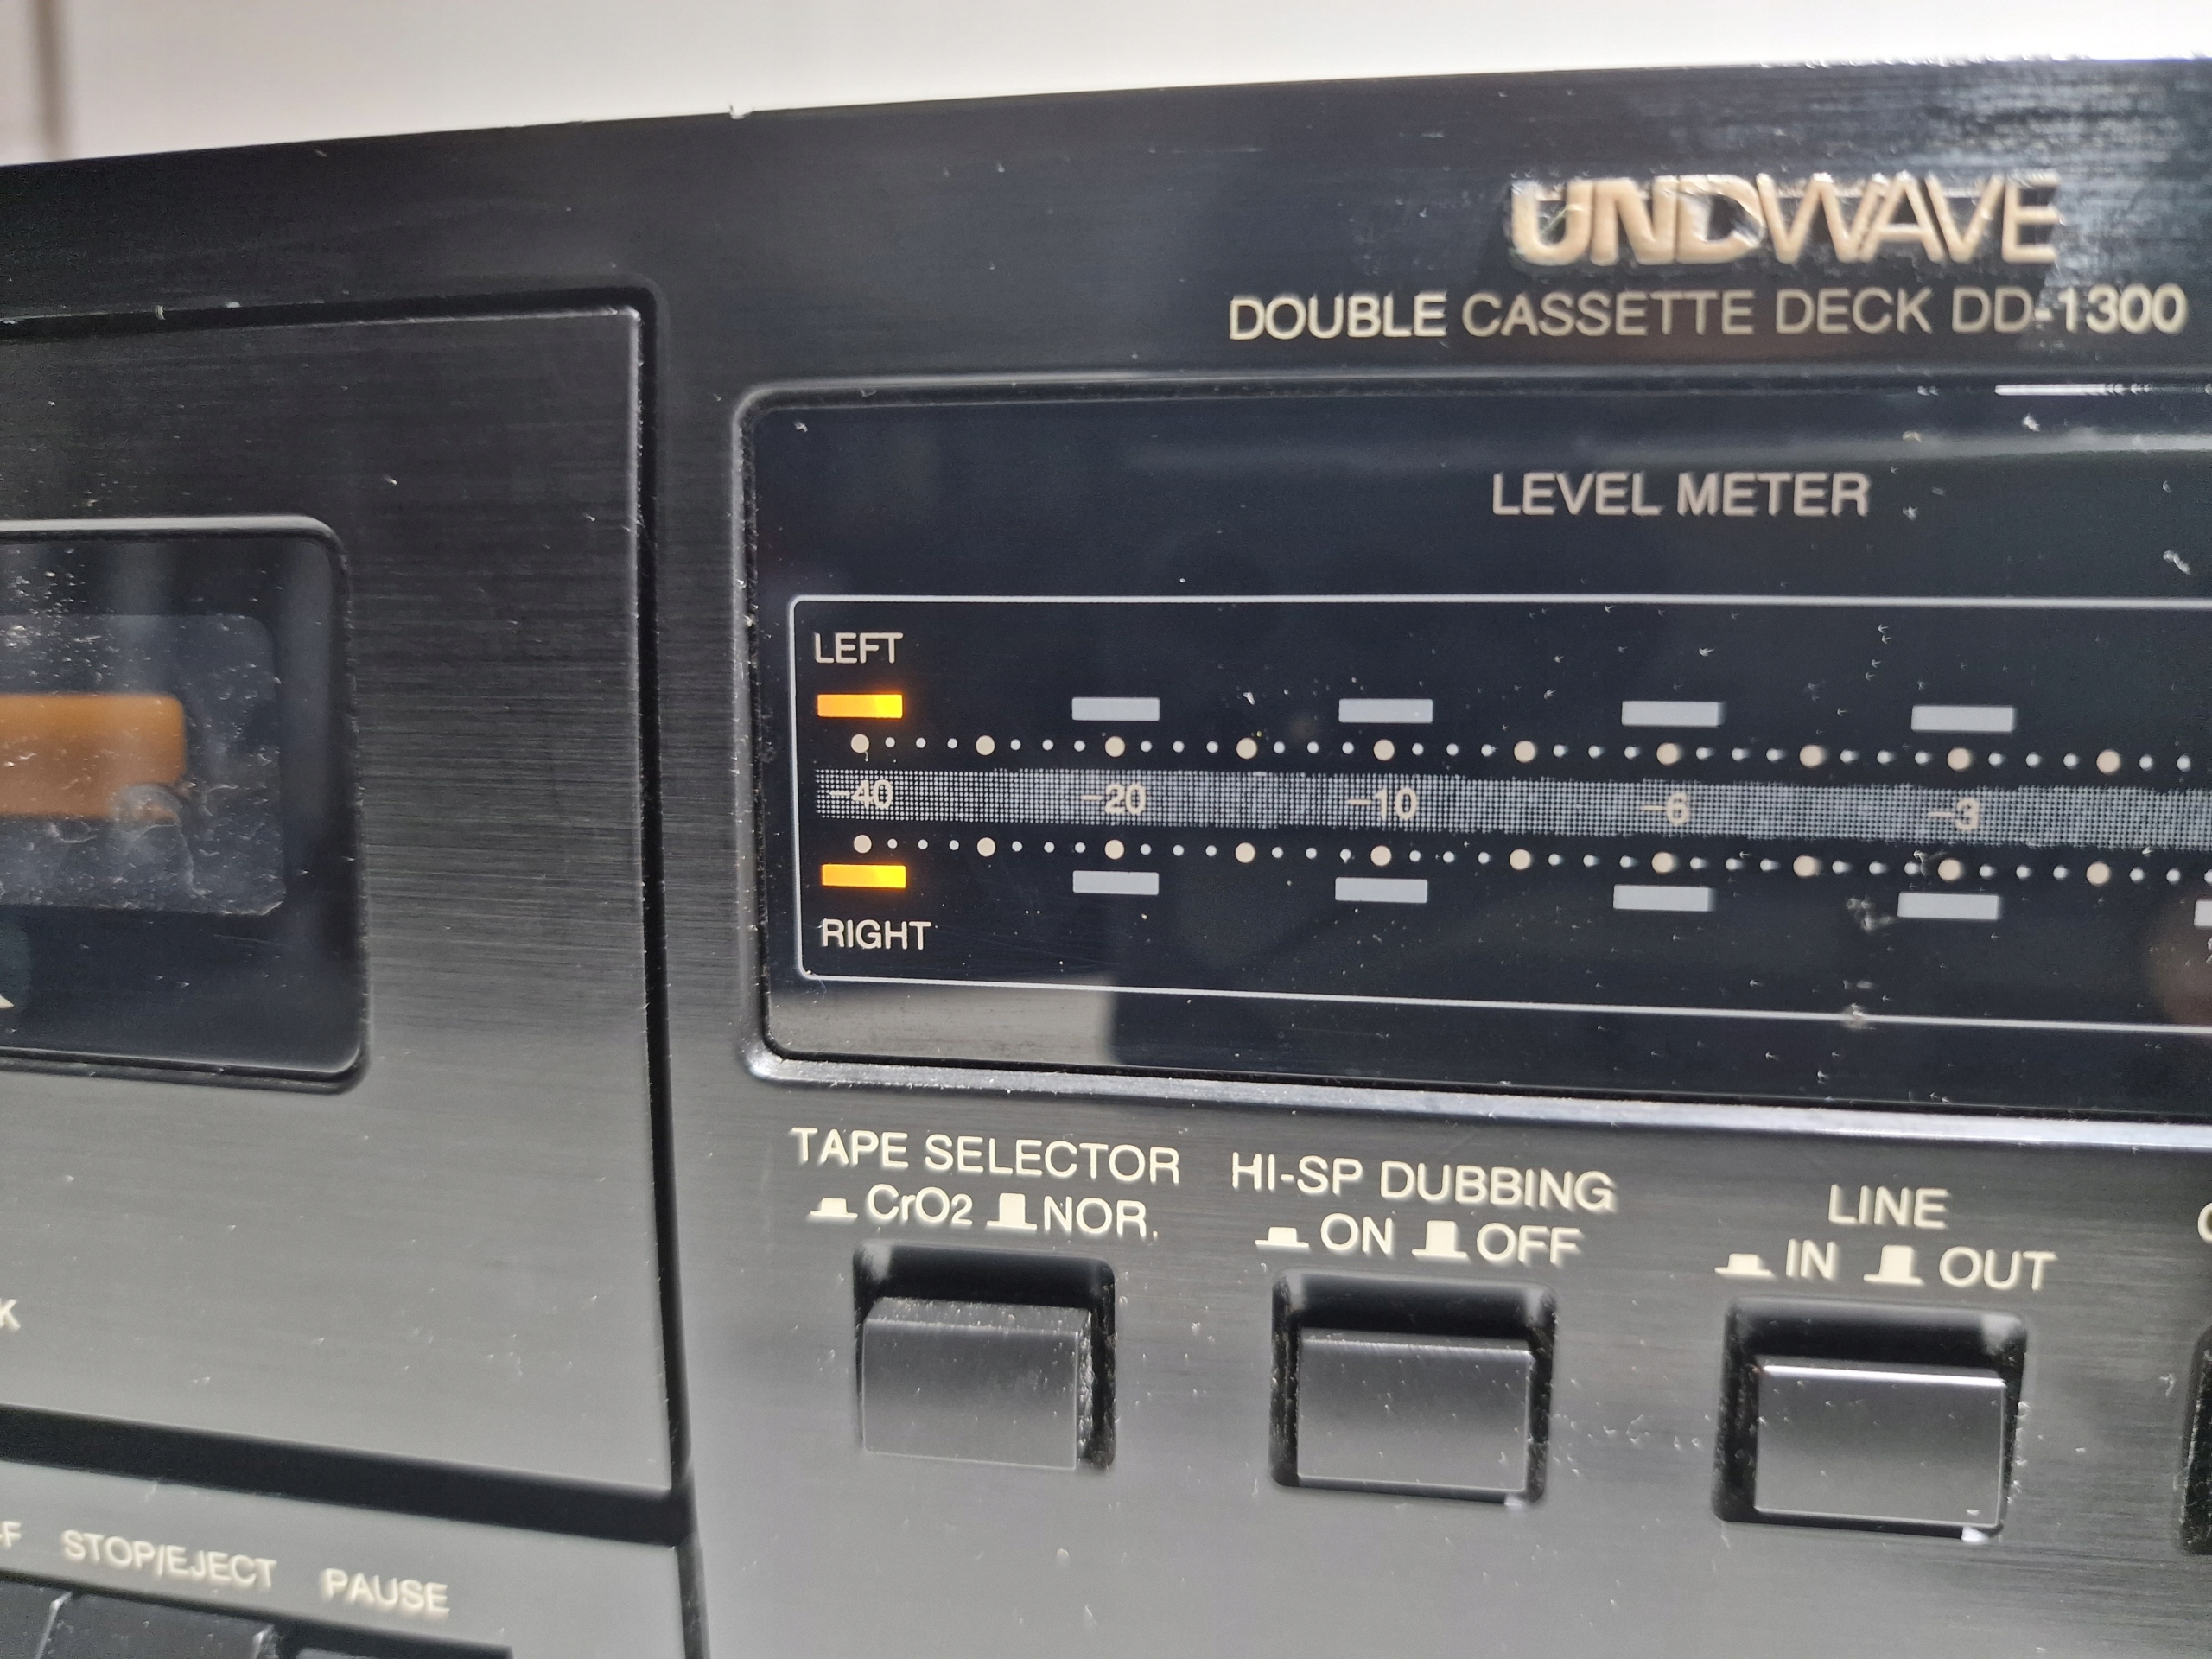 UNDWAVE
DOUBLE CASSETTE DECK DD-1300
LEVEL METER
LEFT
-40 -20 -10 -6 -3
RIGHT
TAPE SELECTOR
CrO2 NOR.
HI-SP DUBBING
ON OFF
LINE
IN OUT
STOP/EJECT PAUSE